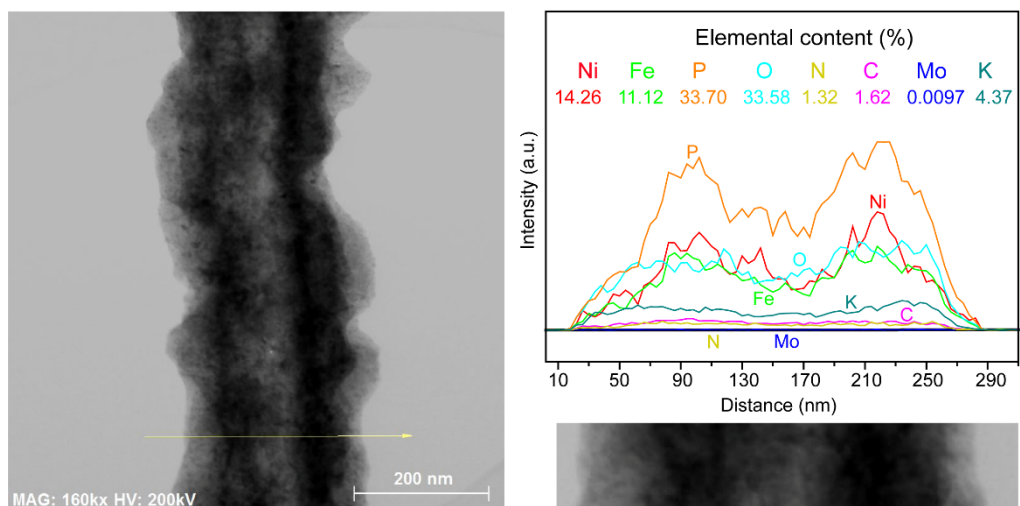 200 nm
MAG: 160kx HV: 200kV
Elemental content (%)
Ni Fe P O N C Mo K
14.26 11.12 33.70 33.58 1.32 1.62 0.0097 4.37
Intensity (a.u.)
P
Ni
O
Fe
K
C
N
Mo
10 50 90 130 170 210 250 290
Distance (nm)